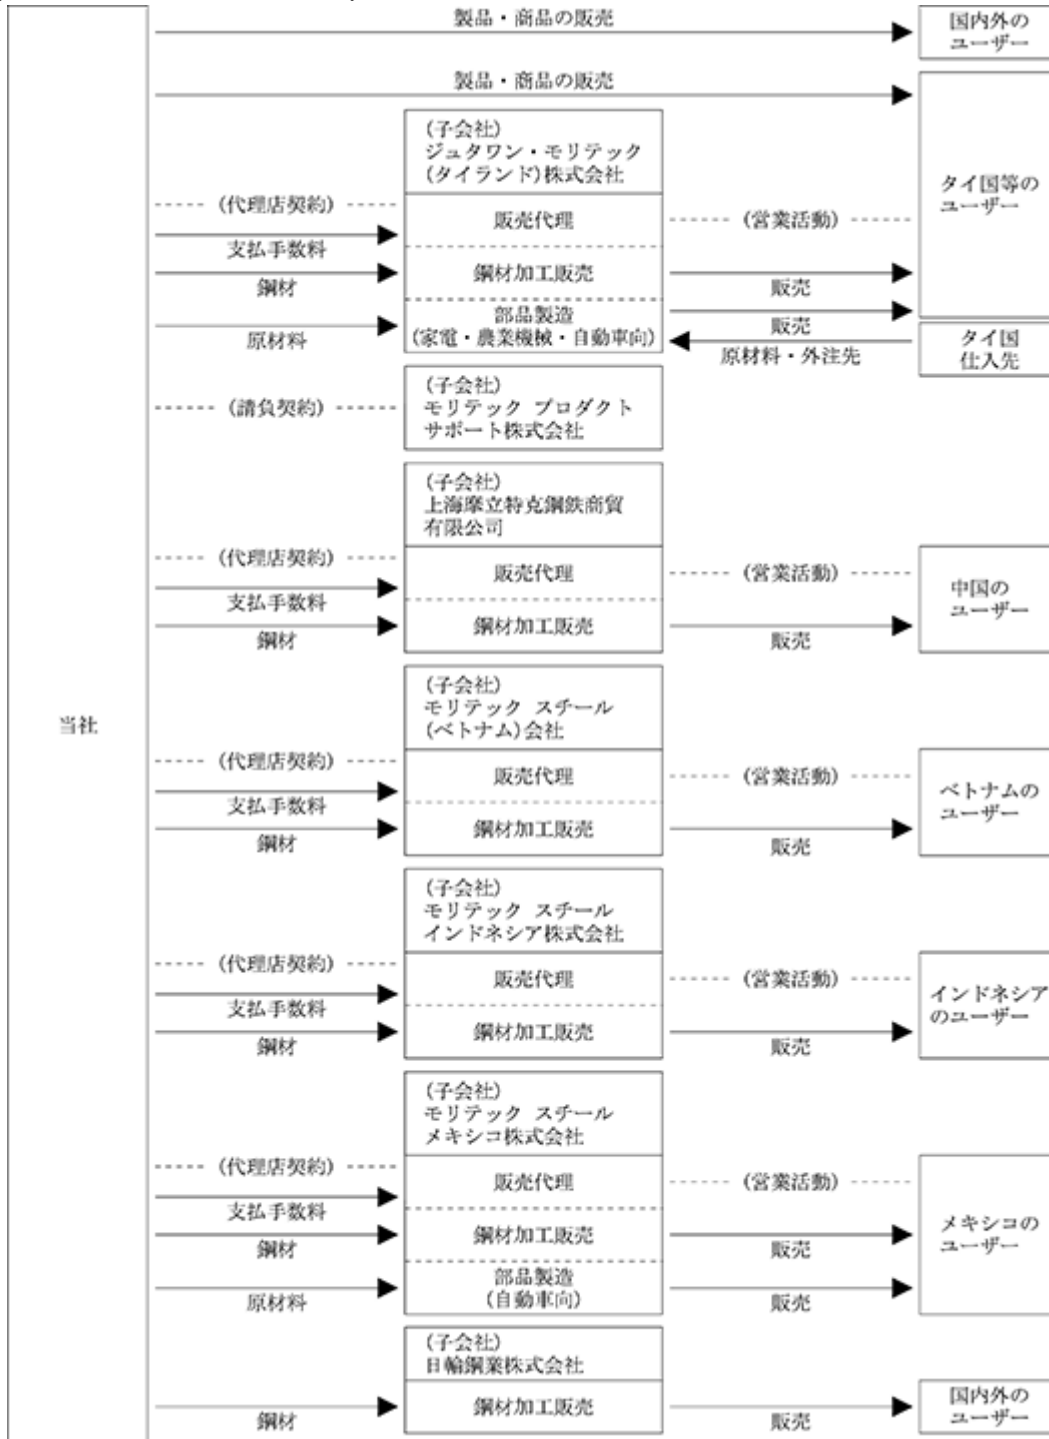 製品・商品の販売
国内外の
ユーザー
製品・商品の販売
(子会社)
ジュタワン・モリテック
(タイランド)株式会社
タイ国等の
ユーザー
(代理店契約)
販売代理
(営業活動)
支払手数料
鋼材加工販売
鋼材
販売
部品製造
(家電・農業機械・自動車向)
原材料
販売
原材料・外注先
タイ国
仕入先
(子会社)
モリテック プロダクト
サポート株式会社
(請負契約)
(子会社)
上海摩立特克鋼鉄商貿
有限公司
(代理店契約)
販売代理
(営業活動)
中国の
ユーザー
支払手数料
鋼材加工販売
鋼材
販売
当社
(子会社)
モリテック スチール
(ベトナム)会社
(代理店契約)
販売代理
(営業活動)
ベトナムの
ユーザー
支払手数料
鋼材加工販売
鋼材
販売
(子会社)
モリテック スチール
インドネシア株式会社
(代理店契約)
販売代理
(営業活動)
インドネシア
のユーザー
支払手数料
鋼材加工販売
鋼材
販売
(子会社)
モリテック スチール
メキシコ株式会社
(代理店契約)
販売代理
(営業活動)
メキシコの
ユーザー
支払手数料
鋼材加工販売
鋼材
販売
部品製造
(自動車向)
原材料
販売
(子会社)
日輪鋼業株式会社
鋼材加工販売
鋼材
販売
国内外の
ユーザー